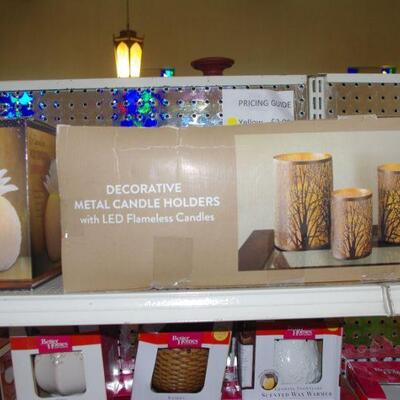 PRICING GUIDE
Yellow
DECORATIVE
METAL CANDLE HOLDERS
with LED Flameless Candles
Better Homes
Better Homes
Better Homes
SCENTED WAX WARMER